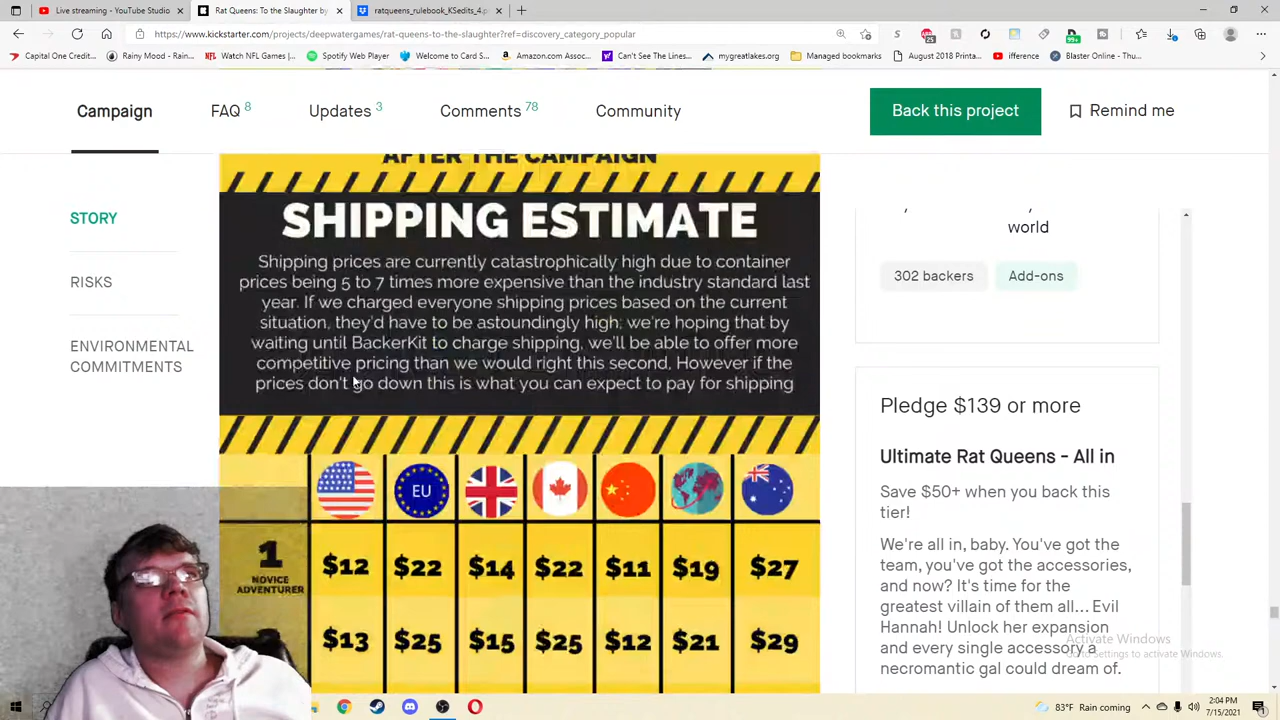 Live streaming - YouTube Studio
Rat Queens: To the Slaughter by
ratqueens_rulebook_KSedits_4.p
https://www.kickstarter.com/projects/deepwatergames/rat-queens-to-the-slaughter?ref=discovery_category_popular
Capital One Credit...
Rainy Mood - Rain...
Watch NFL Games -...
Spotify Web Player
Welcome to Card S...
Amazon.com Assoc...
Can't See The Lines...
mygreatlakes.org
Managed bookmarks
August 2018 Printa...
ifference
Blaster Online - Thu...
Campaign
FAQ 8
Updates 3
Comments 78
Community
Back this project
Remind me
STORY
RISKS
ENVIRONMENTAL
COMMITMENTS
AFTER THE CAMPAIGN
SHIPPING ESTIMATE
Shipping prices are currently catastrophically high due to container
prices being 5 to 7 times more expensive than the industry standard last
year. If we charged everyone shipping prices based on the current
situation, they'd have to be astoundingly high; we're hoping that by
waiting until BackerKit to charge shipping, we'll be able to offer more
competitive pricing than we would right this second, However if the
prices don't go down this is what you can expect to pay for shipping
EU
1
NOVICE
ADVENTURER
$12 $22 $14 $22 $11 $19 $27
$13 $25 $15 $25 $12 $21 $29
world
302 backers
Add-ons
Pledge $139 or more
Ultimate Rat Queens - All in
Save $50+ when you back this
tier!
We're all in, baby. You've got the
team, you've got the accessories,
and now? It's time for the
greatest villain of them all... Evil
Hannah! Unlock her expansion
and every single accessory a
necromantic gal could dream of.
Activate Windows
Go to Settings to activate Windows.
83°F Rain coming
2:04 PM
7/15/2021